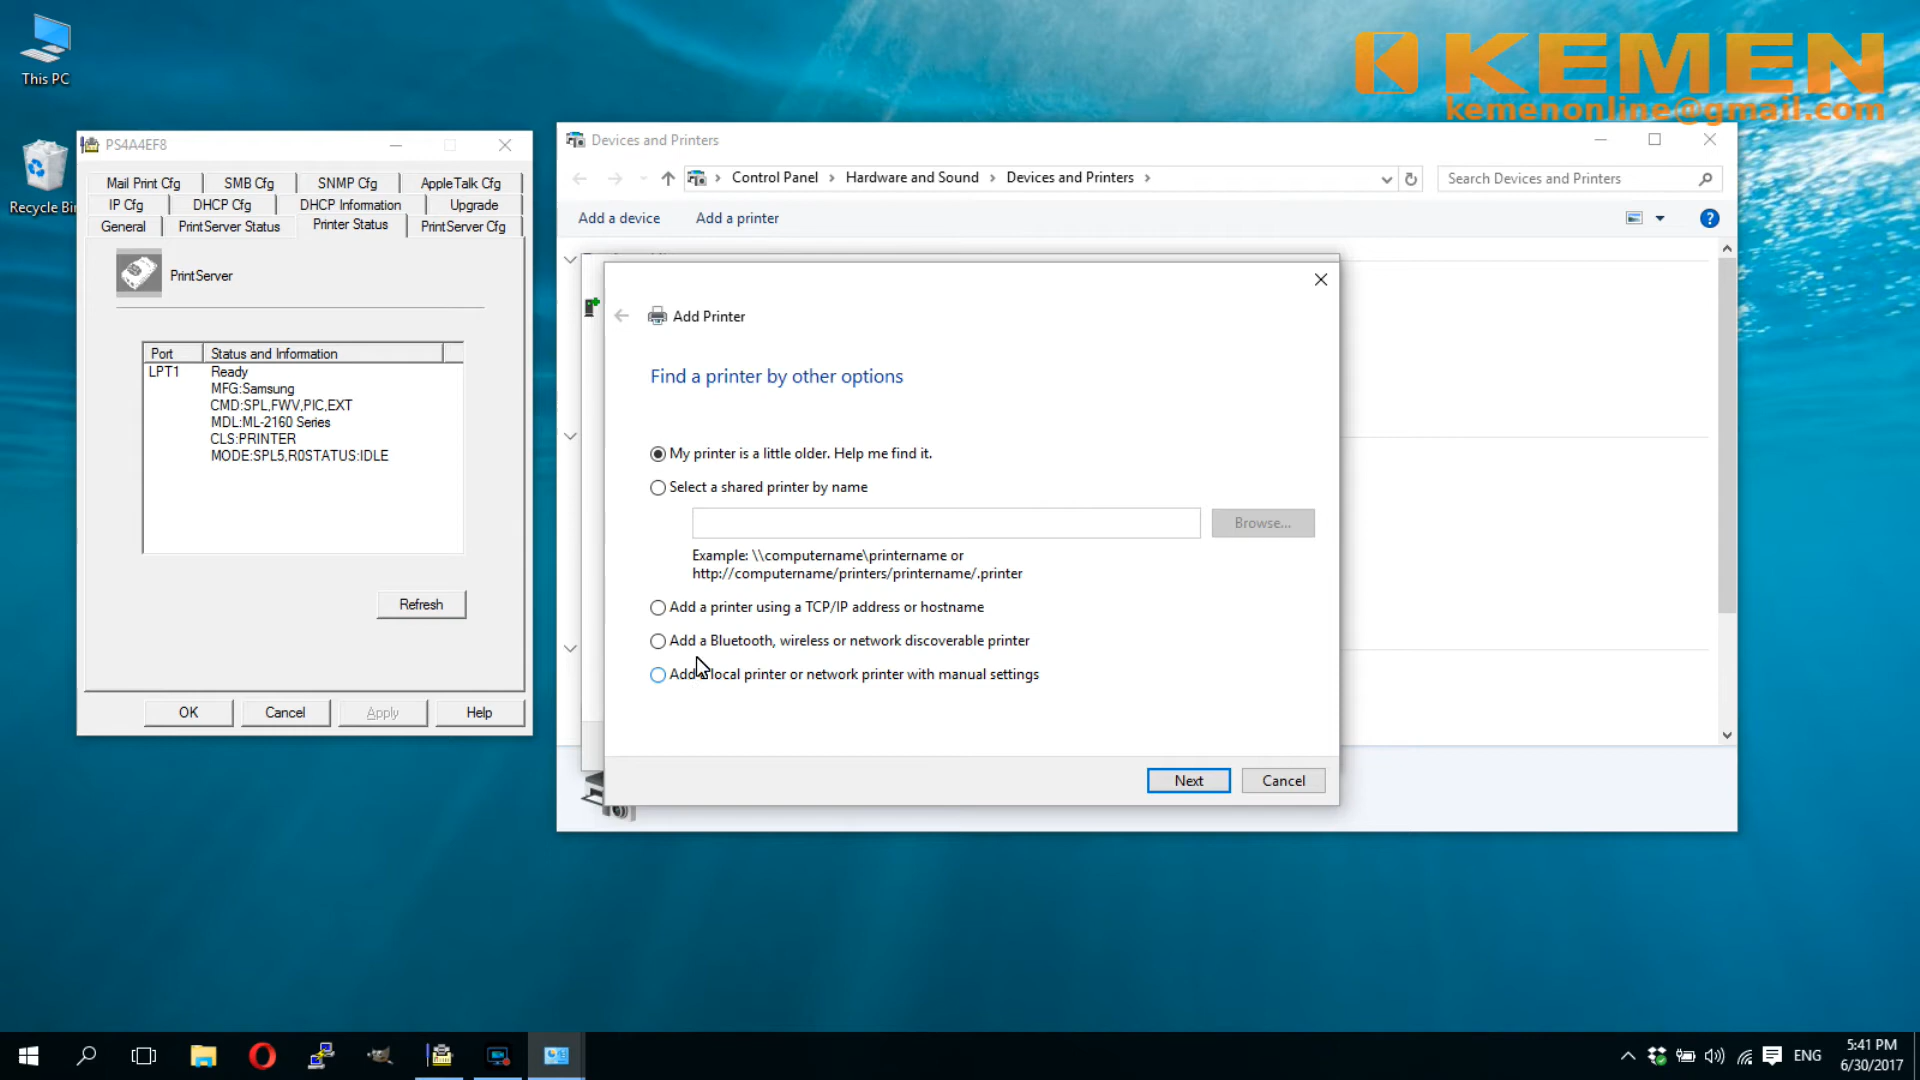 This PC
Recycle Bin
KEMEN
kemenonline@gmail.com
PS4A4EF8
Mail Print Cfg
SMB Cfg
SNMP Cfg
AppleTalk Cfg
IP Cfg
DHCP Cfg
DHCP Information
Upgrade
General
PrintServer Status
Printer Status
PrintServer Cfg
PrintServer
Port Status and Information
LPT1 Ready
MFG:Samsung
CMD:SPL,FWV,PIC,EXT
MDL:ML-2160 Series
CLS:PRINTER
MODE:SPL5,R0STATUS:IDLE
Refresh
OK
Cancel
Apply
Help
Devices and Printers
Control Panel
Hardware and Sound
Devices and Printers
Search Devices and Printers
Add a device
Add a printer
Add Printer
Find a printer by other options
My printer is a little older. Help me find it.
Select a shared printer by name
Browse...
Example: \\computername\printername or
http://computername/printers/printername/.printer
Add a printer using a TCP/IP address or hostname
Add a Bluetooth, wireless or network discoverable printer
Add local printer or network printer with manual settings
Next
Cancel
ENG
5:41 PM
6/30/2017